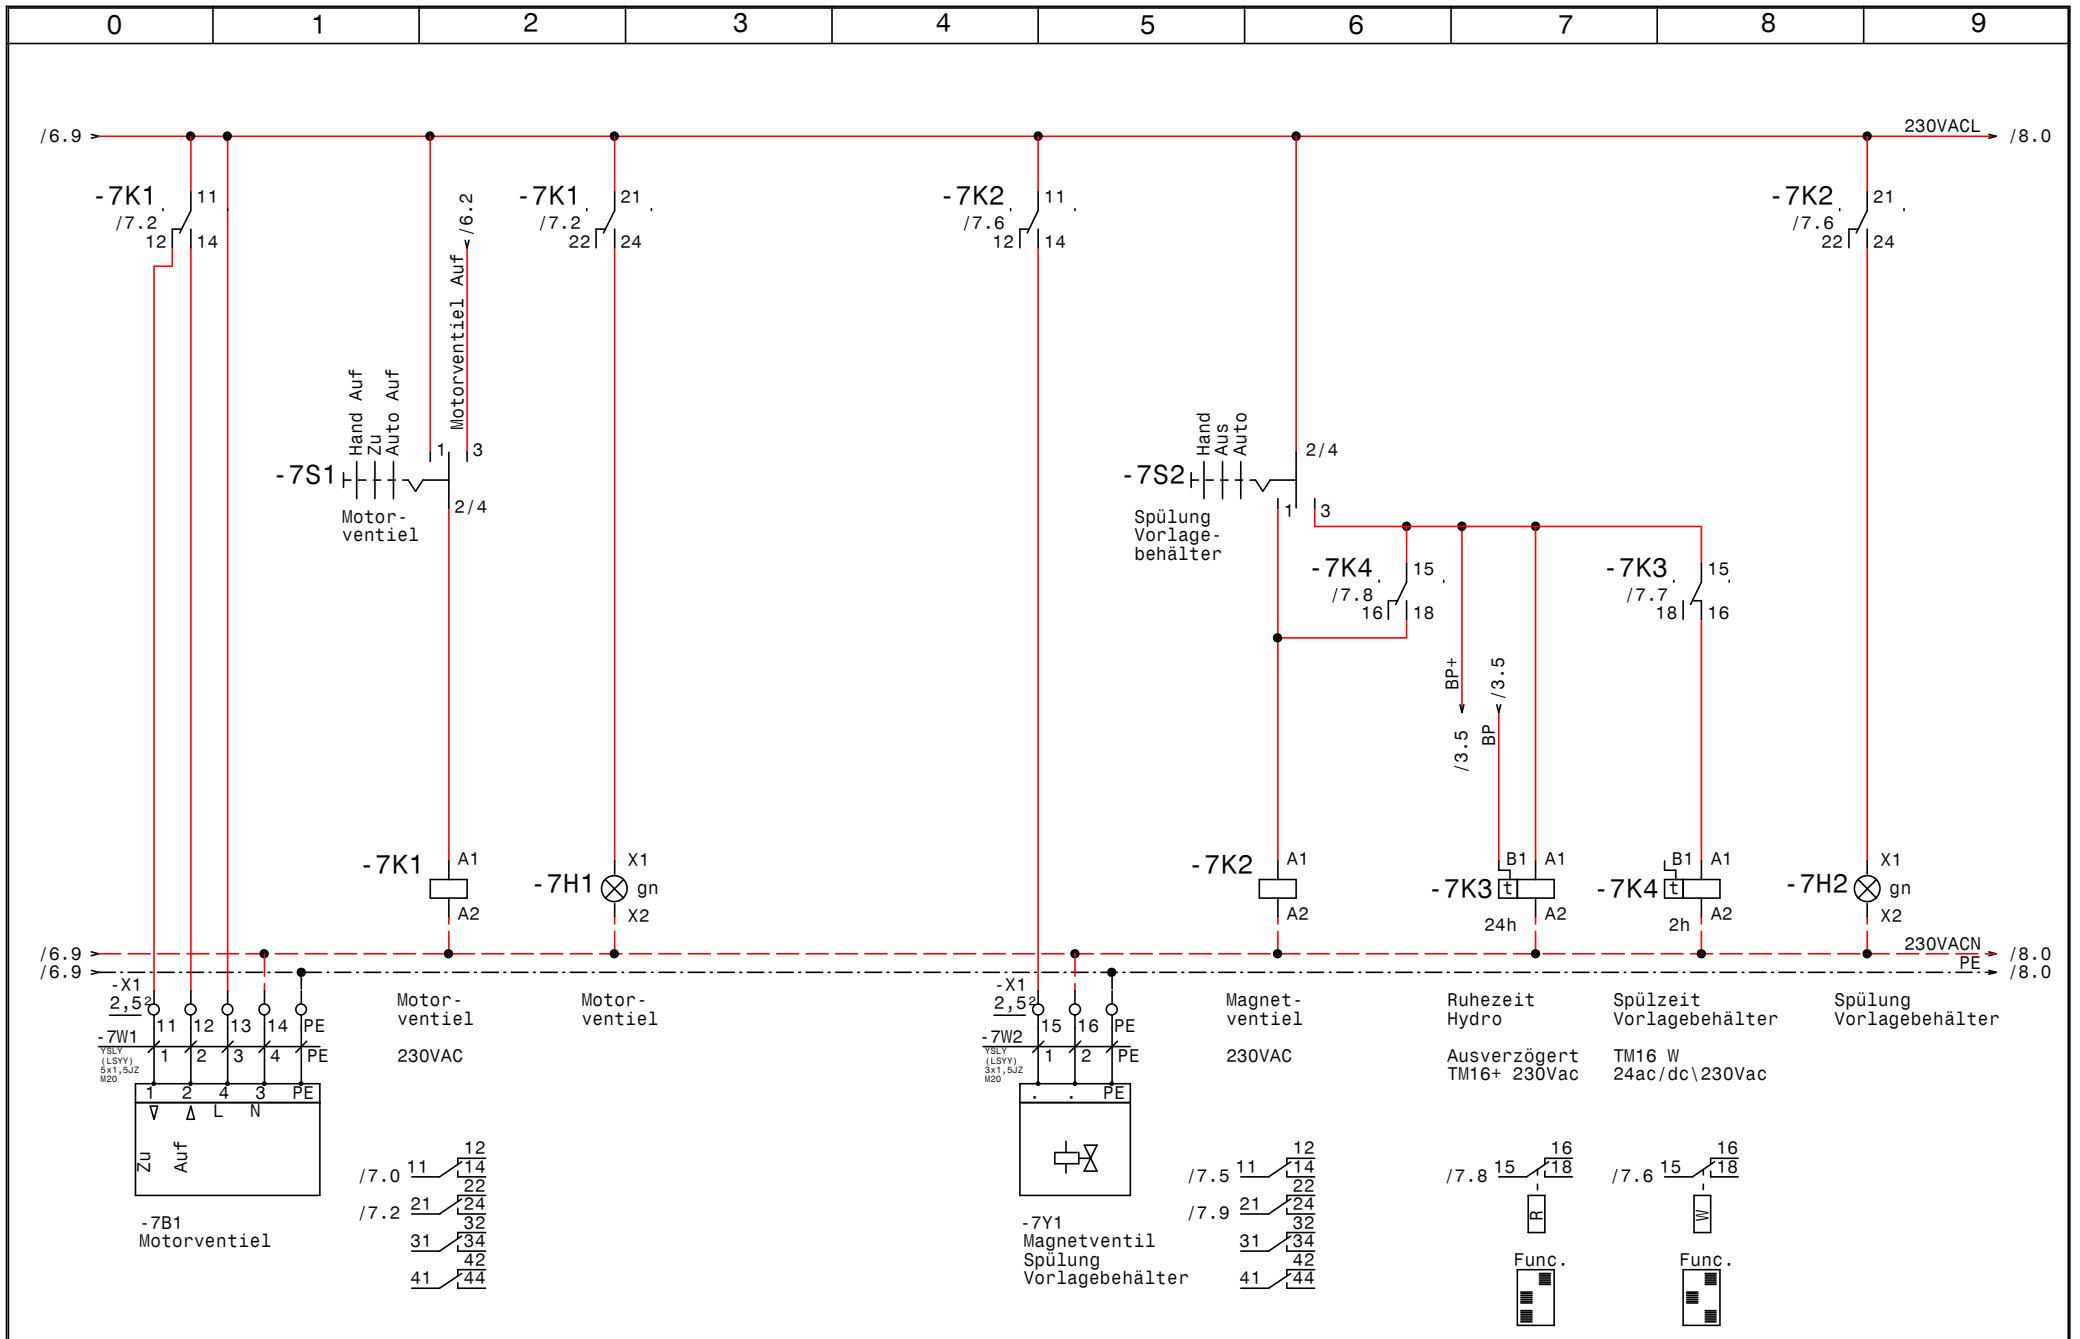 0 1 2 3 4 5 6 7 8 9
/6.9 230VACL /8.0
-7K1 11
/7.2
12 14
/6.2
Motorventiel Auf
-7K1 21
/7.2
22 24
-7K2 11
/7.6
12 14
-7K2 21
/7.6
22 24
Hand Auf
Zu
Auto Auf
1 3
-7S1
2/4
Motor-
ventiel
Hand
Aus
Auto
2/4
-7S2
1 3
Spülung
Vorlage-
behälter
-7K4 15
/7.8
16 18
-7K3 15
/7.7
18 16
BP+
/3.5
/3.5
BP
-7K1 A1
A2
-7H1 X1
gn
X2
-7K2 A1
A2
B1 A1
-7K3 t
24h A2
B1 A1
-7K4 t
2h A2
-7H2 X1
gn
X2
/6.9 230VACN /8.0
/6.9 PE /8.0
-X1
2,5²
11 12 13 14 PE
-7W1
YSLY
(LSYY)
5x1,5JZ
M20
1 2 3 4 PE
1 2 4 3 PE
L N
Zu
Auf
-7B1
Motorventiel
Motor-
ventiel
230VAC
Motor-
ventiel
-X1
2,5²
15 16 PE
-7W2
YSLY
(LSYY)
3x1,5JZ
M20
1 2 PE
. . PE
-7Y1
Magnetventil
Spülung
Vorlagebehälter
Magnet-
ventiel
230VAC
Ruhezeit
Hydro
Ausverzögert
TM16+ 230Vac
Spülzeit
Vorlagebehälter
TM16 W
24ac/dc\230Vac
Spülung
Vorlagebehälter
12
/7.0 11 14
22
/7.2 21 24
32
31 34
42
41 44
12
/7.5 11 14
22
/7.9 21 24
32
31 34
42
41 44
16
/7.8 15 18
R
Func.
16
/7.6 15 18
W
Func.